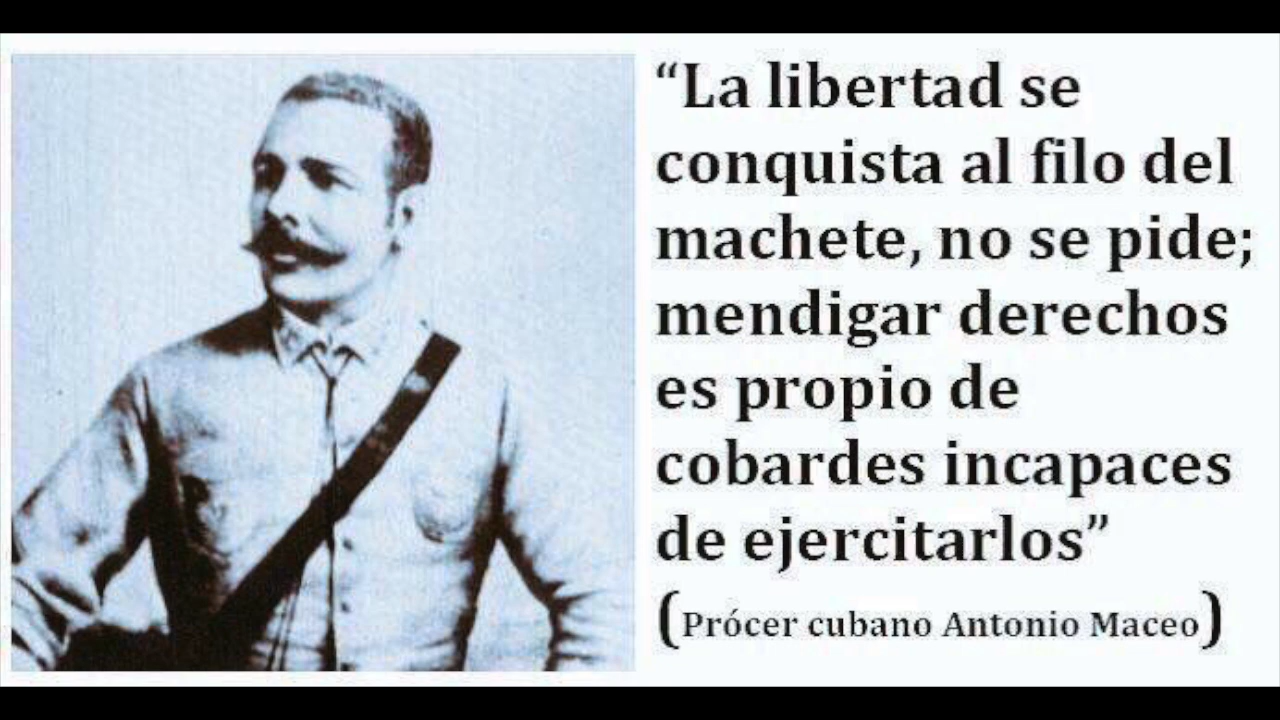 “La libertad se
conquista al filo del
machete, no se pide;
mendigar derechos
es propio de
cobardes incapaces
de ejercitarlos”
(Prócer cubano Antonio Maceo)